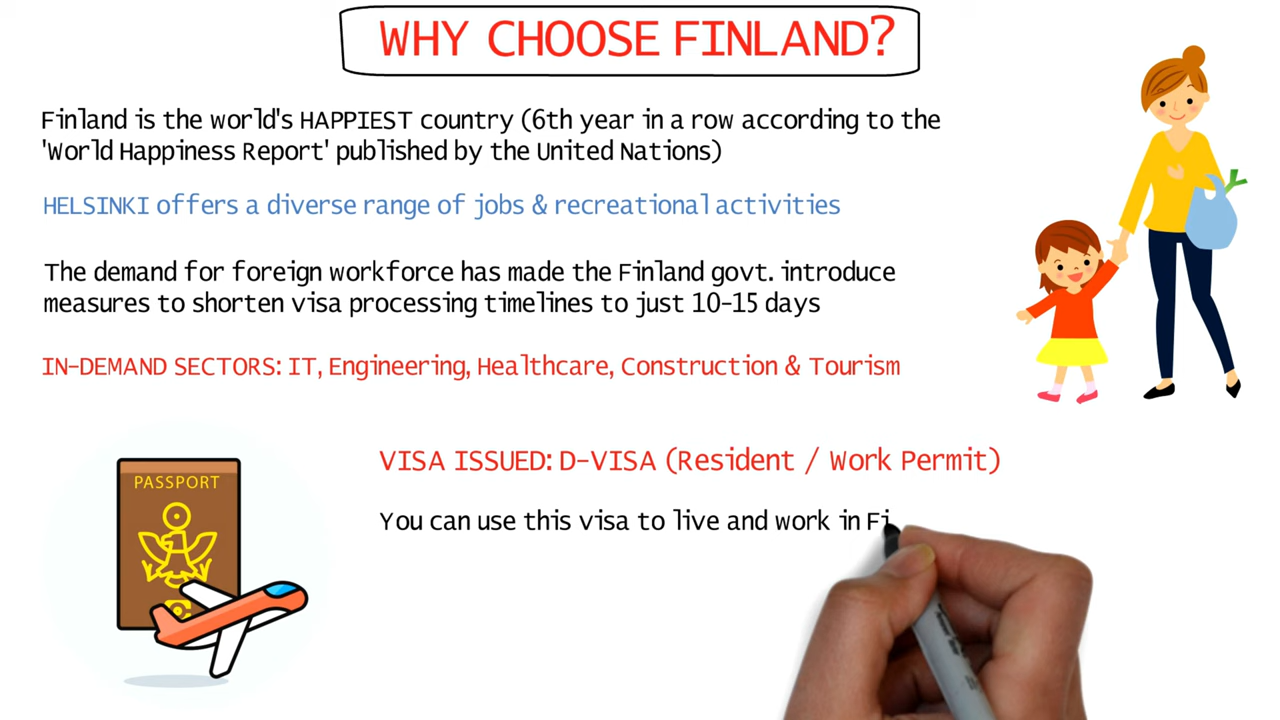 WHY CHOOSE FINLAND?
Finland is the world's HAPPIEST country (6th year in a row according to the
'World Happiness Report' published by the United Nations)
HELSINKI offers a diverse range of jobs & recreational activities
The demand for foreign workforce has made the Finland govt. introduce
measures to shorten visa processing timelines to just 10-15 days
IN-DEMAND SECTORS: IT, Engineering, Healthcare, Construction & Tourism
VISA ISSUED: D-VISA (Resident / Work Permit)
PASSPORT
You can use this visa to live and work in Fi